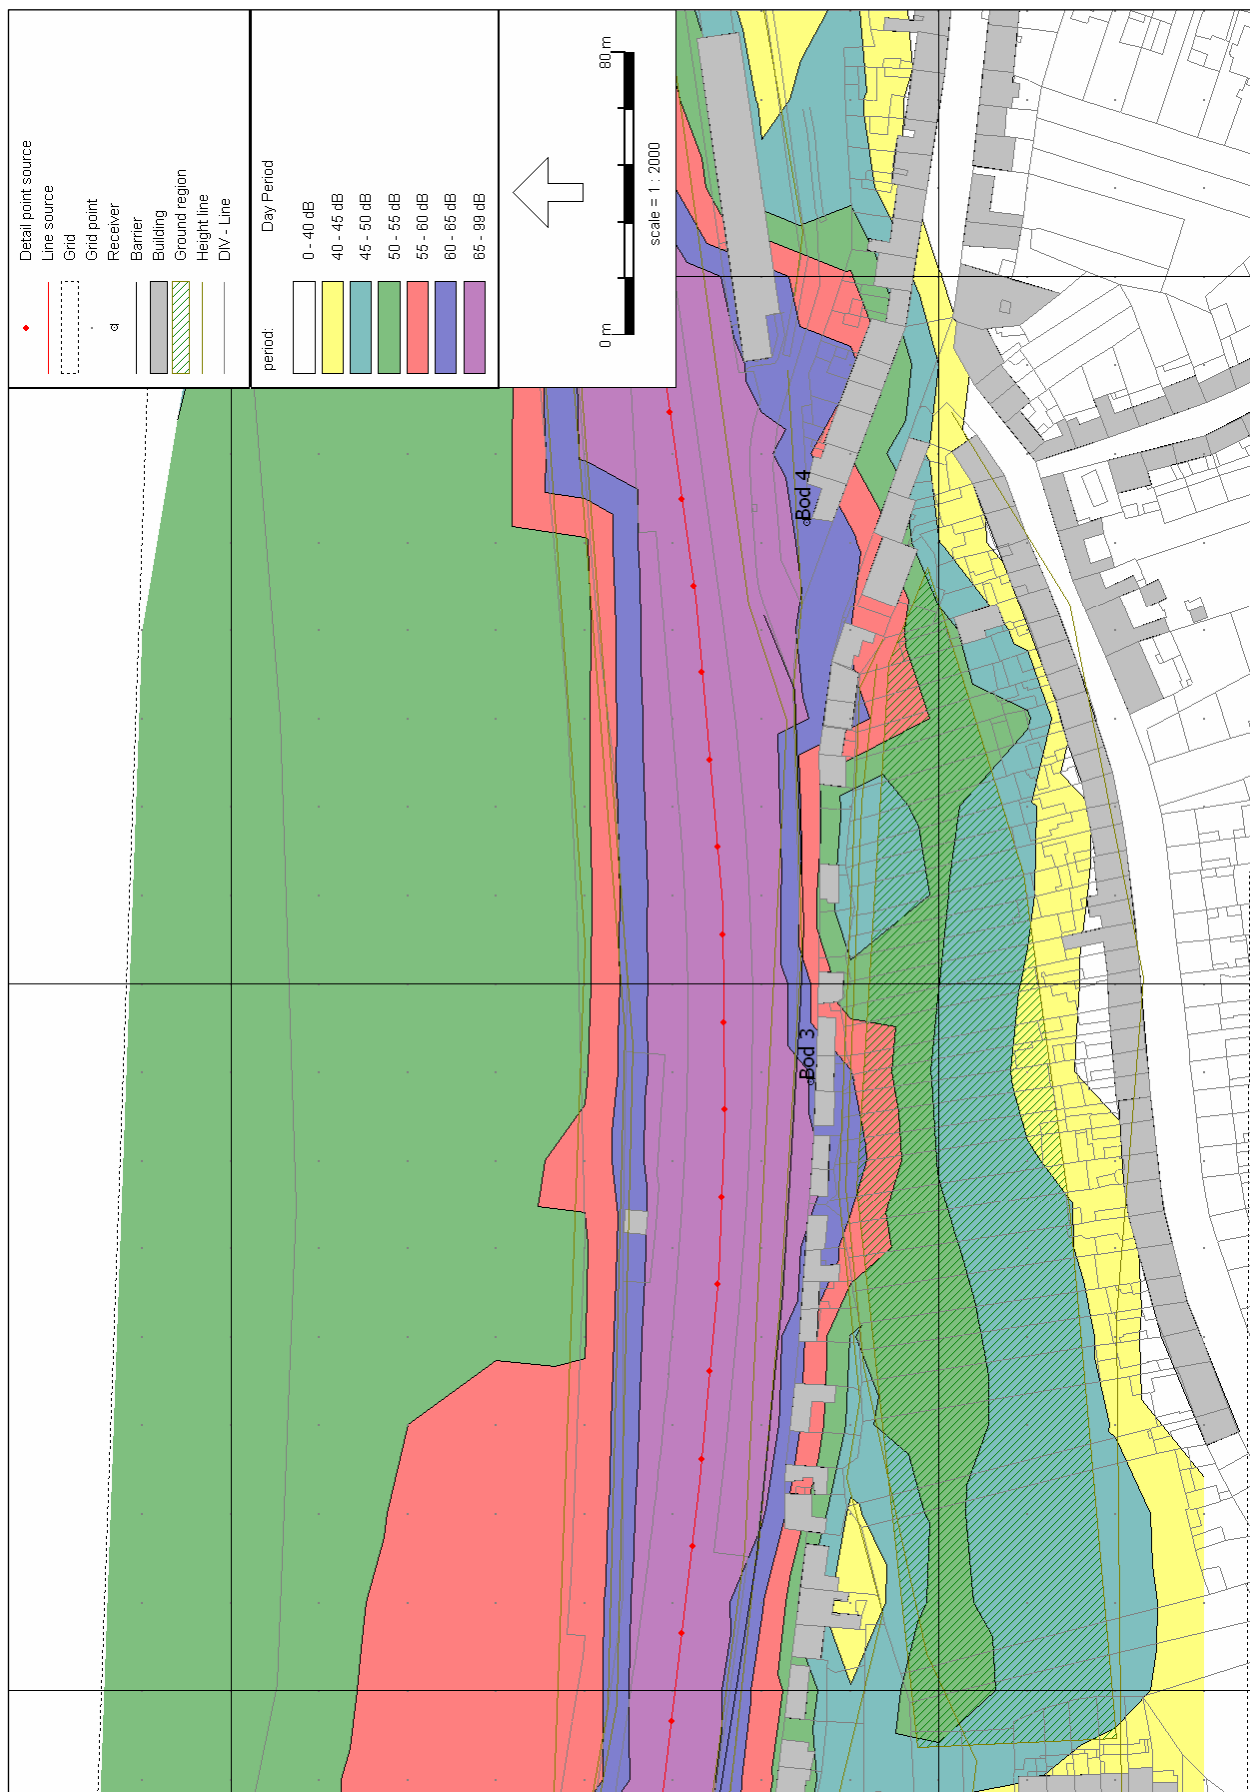 Detail point source
Line source
Grid
Grid point
Receiver
Barrier
Building
Ground region
Height line
DIV - Line
period:
Day Period
0 - 40 dB
40 - 45 dB
45 - 50 dB
50 - 55 dB
55 - 60 dB
60 - 65 dB
65 - 99 dB
0 m
80 m
scale = 1 : 2000
Bod 4
Bod 3